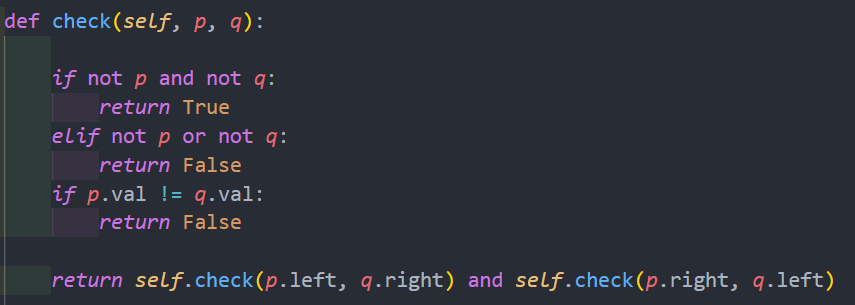 def check(self, p, q):
    if not p and not q:
        return True
    elif not p or not q:
        return False
    if p.val != q.val:
        return False
    return self.check(p.left, q.right) and self.check(p.right, q.left)